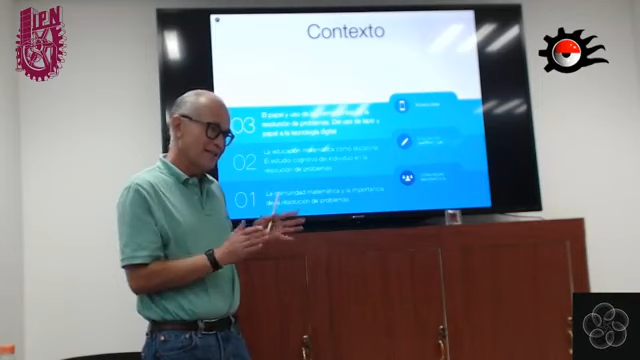 IPN
Contexto
03
El papel y uso de
resolución de problemas. Del uso de lápiz y
papel a la tecnología digital
02
La educación matemática como disciplina
El estudio cognitivo del individuo en la
resolución de problemas
01
La comunidad matemática y la importancia
de la resolución de problemas